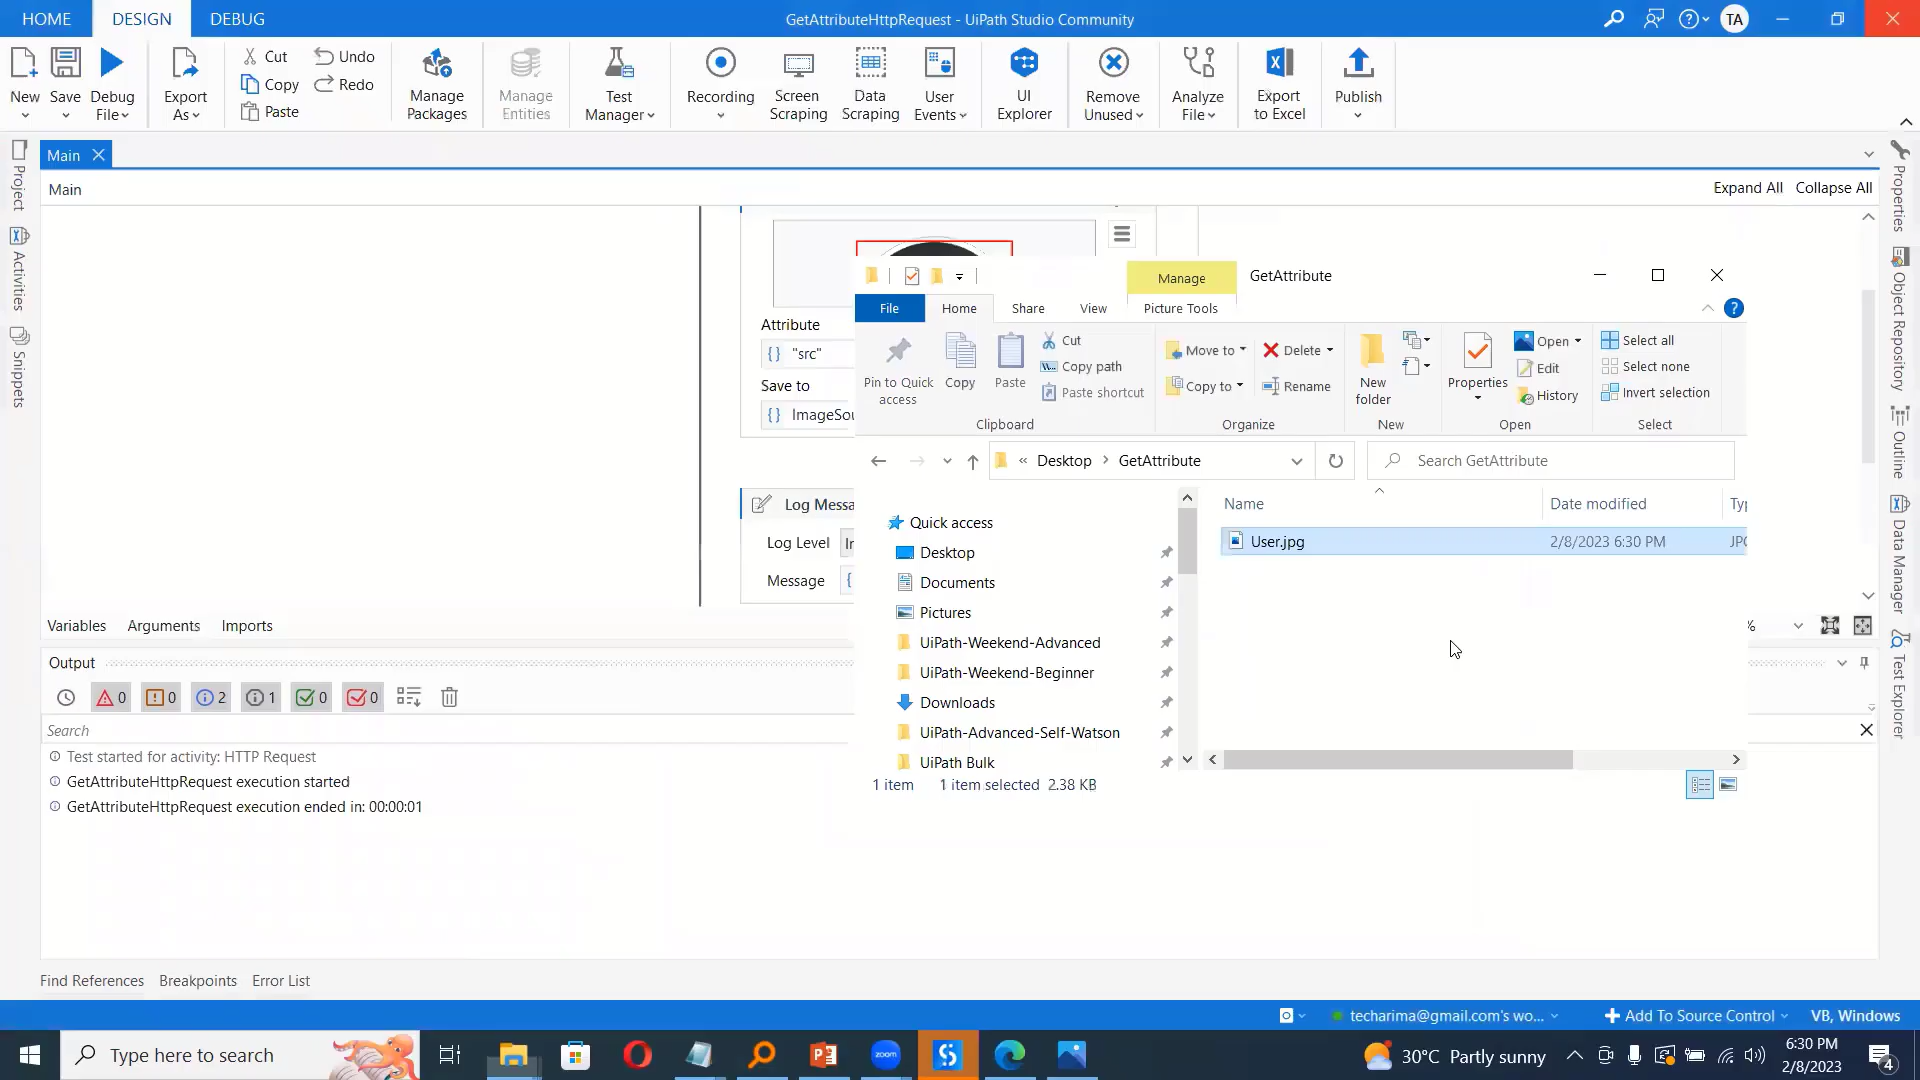 HOME DESIGN DEBUG
GetAttributeHttpRequest - UiPath Studio Community
TA
New
Save
Debug File
Export As
Cut
Copy
Paste
Undo
Redo
Manage Packages
Manage Entities
Test Manager
Recording
Screen Scraping
Data Scraping
User Events
UI Explorer
Remove Unused
Analyze File
Export to Excel
Publish
Main
Main
Expand All Collapse All
Project
Activities
Snippets
Properties
Object Repository
Outline
Data Manager
Test Explorer
Attribute
"src"
Save to
ImageSou
Log Messa
Log Level In
Message
Manage
GetAttribute
File Home Share View Picture Tools
Pin to Quick access
Copy
Paste
Cut
Copy path
Paste shortcut
Clipboard
Move to
Copy to
Delete
Rename
Organize
New folder
New
Properties
Open
Edit
History
Open
Select all
Select none
Invert selection
Select
« Desktop > GetAttribute
Search GetAttribute
Quick access
Desktop
Documents
Pictures
UiPath-Weekend-Advanced
UiPath-Weekend-Beginner
Downloads
UiPath-Advanced-Self-Watson
UiPath Bulk
Name Date modified Typ
User.jpg 2/8/2023 6:30 PM JPG
1 item 1 item selected 2.38 KB
Variables Arguments Imports
%
Output
0 0 2 1 0 0
Search
Test started for activity: HTTP Request
GetAttributeHttpRequest execution started
GetAttributeHttpRequest execution ended in: 00:00:01
Find References Breakpoints Error List
techarima@gmail.com's wo... Add To Source Control VB, Windows
Type here to search
zoom
30°C Partly sunny
6:30 PM
2/8/2023
4